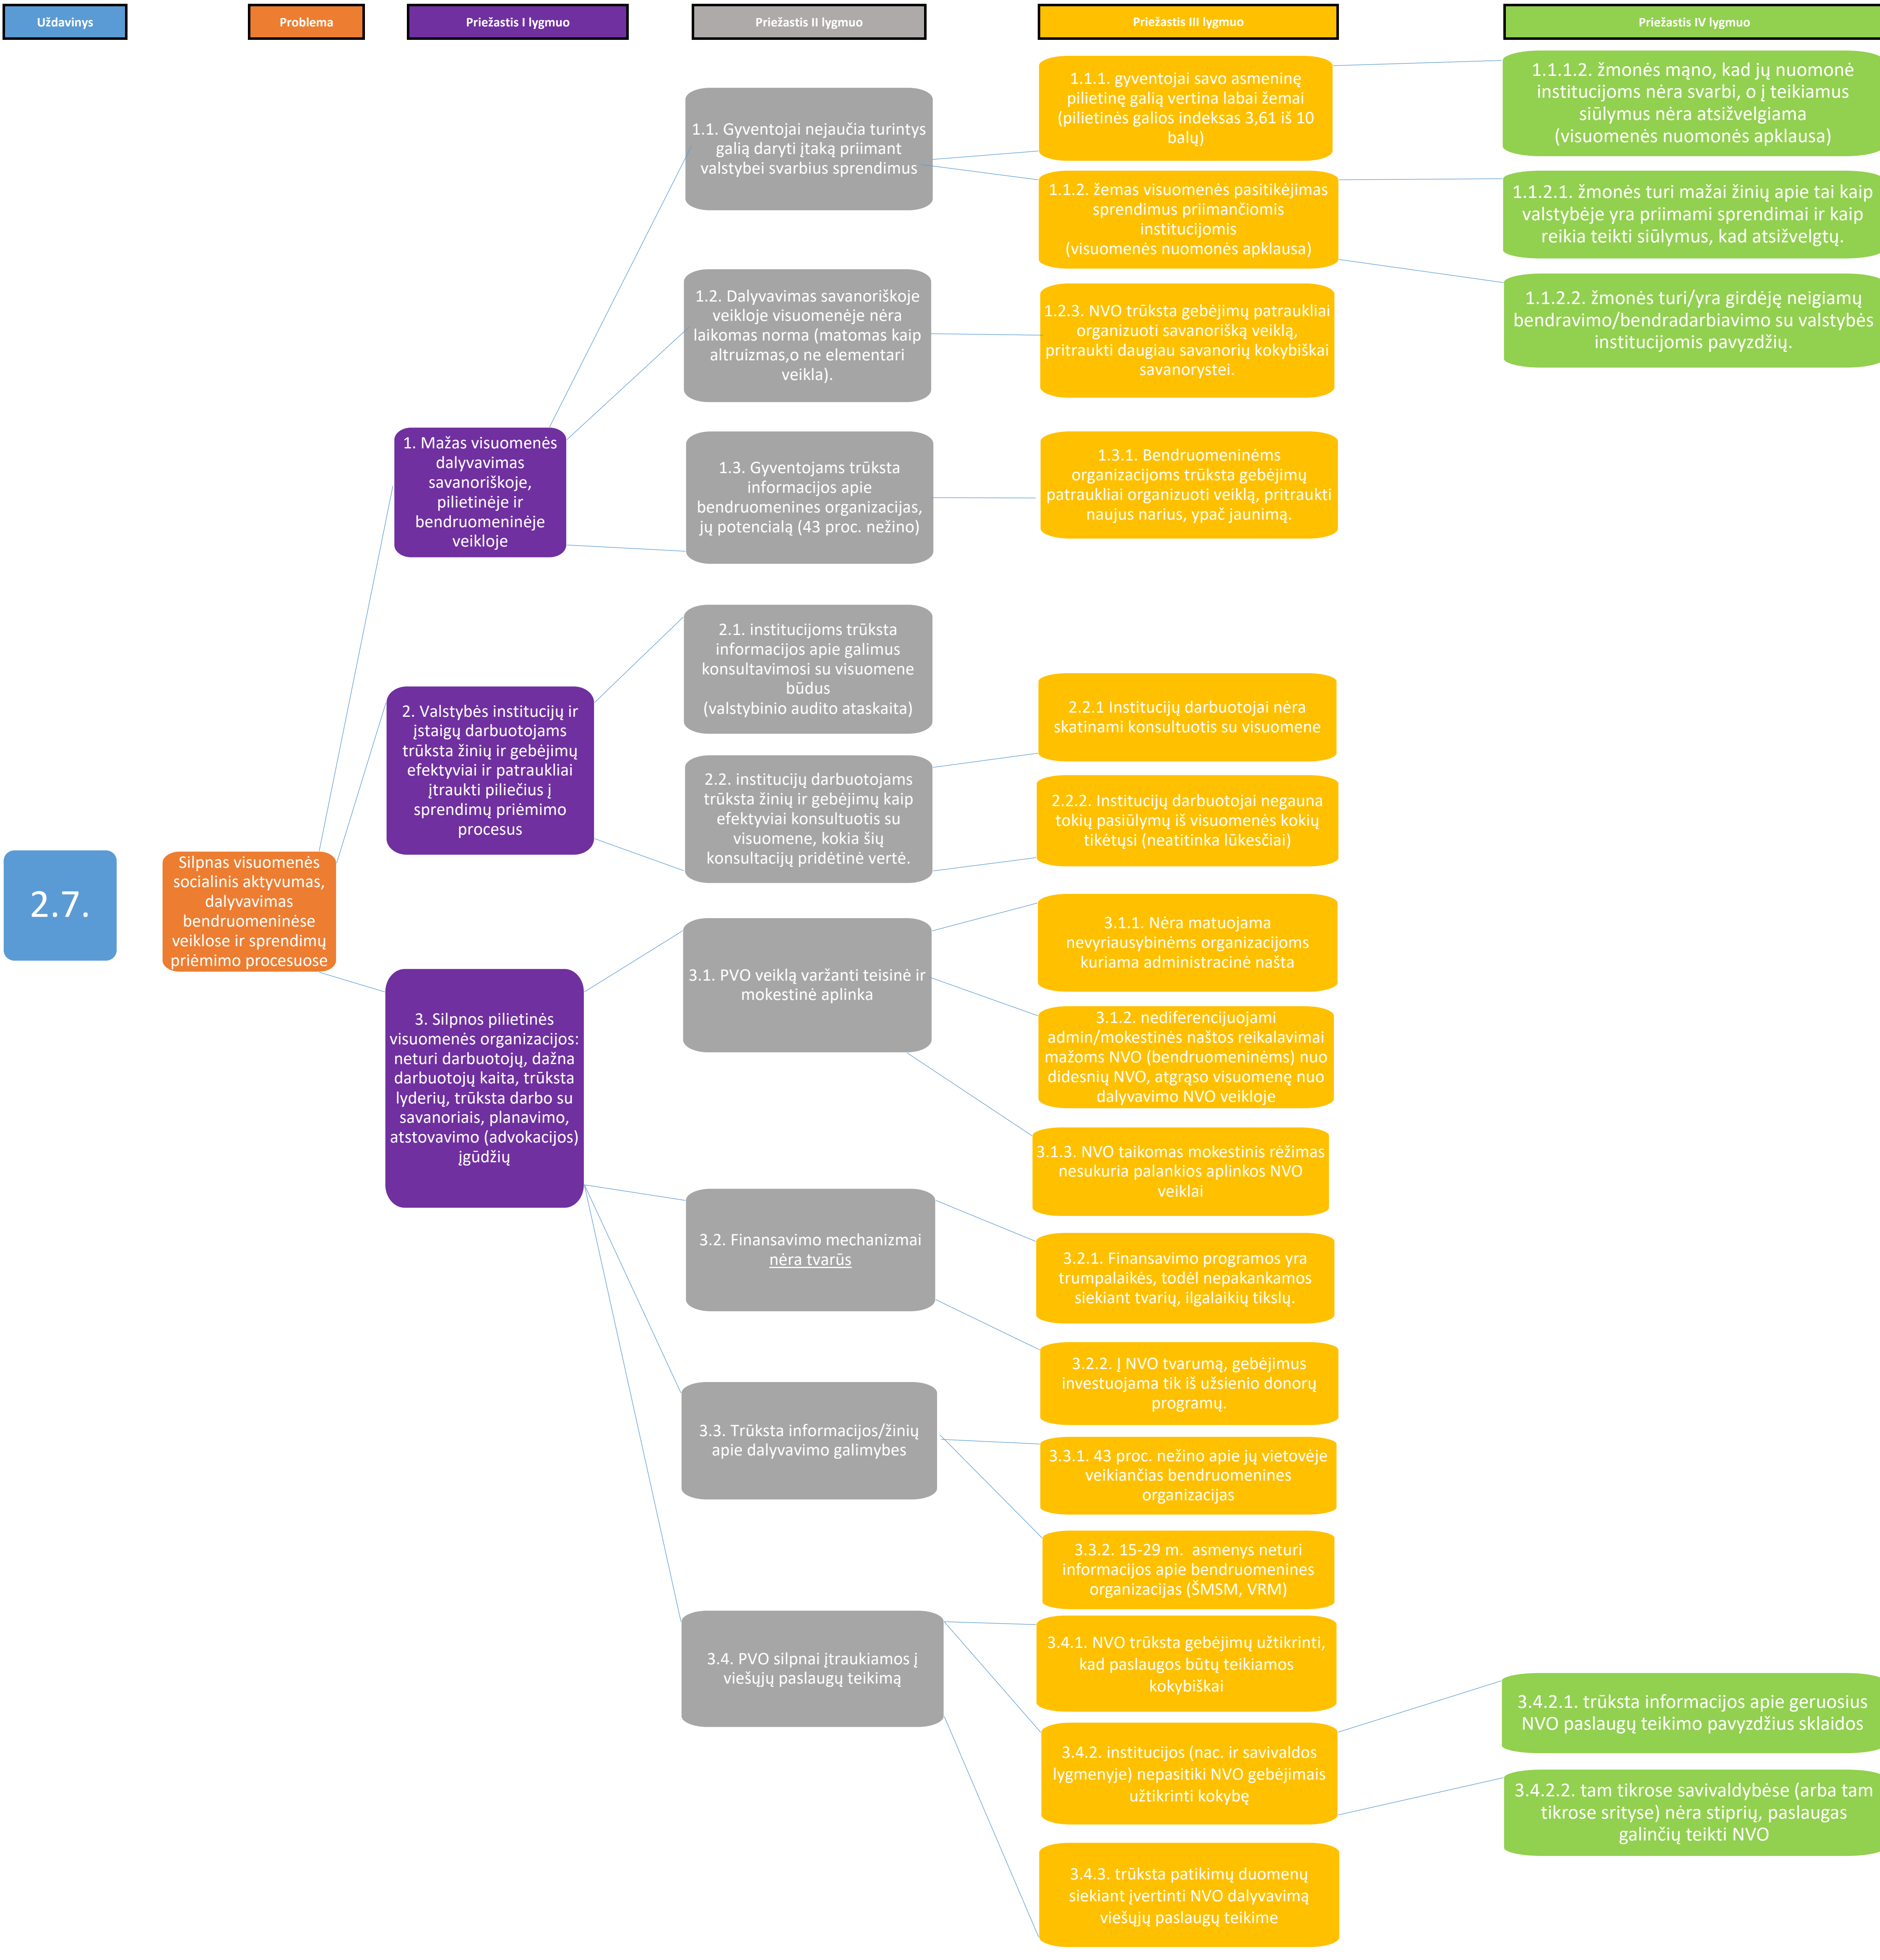 Uždavinys
Problema
Priežastis I lygmuo
Priežastis II lygmuo
Priežastis III lygmuo
Priežastis IV lygmuo
2.7.
Silpnas visuomenės
socialinis aktyvumas,
dalyvavimas
bendruomeninėse
veiklose ir sprendimų
priėmimo procesuose
1. Mažas visuomenės
dalyvavimas
savanoriškoje,
pilietinėje ir
bendruomeninėje
veikloje
1.1. Gyventojai nejaučia turintys
galią daryti įtaką priimant
valstybei svarbius sprendimus
1.1.1. gyventojai savo asmeninę
pilietinę galią vertina labai žemai
(pilietinės galios indeksas 3,61 iš 10
balų)
1.1.1.2. žmonės mąno, kad jų nuomonė
institucijoms nėra svarbi, o į teikiamus
siūlymus nėra atsižvelgiama
(visuomenės nuomonės apklausa)
1.1.2. žemas visuomenės pasitikėjimas
sprendimus priimančiomis
institucijomis
(visuomenės nuomonės apklausa)
1.1.2.1. žmonės turi mažai žinių apie tai kaip
valstybėje yra priimami sprendimai ir kaip
reikia teikti siūlymus, kad atsižvelgtų.
1.1.2.2. žmonės turi/yra girdėję neigiamų
bendravimo/bendradarbiavimo su valstybės
institucijomis pavyzdžių.
1.2. Dalyvavimas savanoriškoje
veikloje visuomenėje nėra
laikomas norma (matomas kaip
altruizmas,o ne elementari
veikla).
1.2.3. NVO trūksta gebėjimų patraukliai
organizuoti savanorišką veiklą,
pritraukti daugiau savanorių kokybiškai
savanorystei.
1.3. Gyventojams trūksta
informacijos apie
bendruomenines organizacijas,
jų potencialą (43 proc. nežino)
1.3.1. Bendruomeninėms
organizacijoms trūksta gebėjimų
patraukliai organizuoti veiklą, pritraukti
naujus narius, ypač jaunimą.
2. Valstybės institucijų ir
įstaigų darbuotojams
trūksta žinių ir gebėjimų
efektyviai ir patraukliai
įtraukti piliečius į
sprendimų priėmimo
procesus
2.1. institucijoms trūksta
informacijos apie galimus
konsultavimosi su visuomene
būdus
(valstybinio audito ataskaita)
2.2. institucijų darbuotojams
trūksta žinių ir gebėjimų kaip
efektyviai konsultuotis su
visuomene, kokia šių
konsultacijų pridėtinė vertė.
2.2.1 Institucijų darbuotojai nėra
skatinami konsultuotis su visuomene
2.2.2. Institucijų darbuotojai negauna
tokių pasiūlymų iš visuomenės kokių
tikėtųsi (neatitinka lūkesčiai)
3. Silpnos pilietinės
visuomenės organizacijos:
neturi darbuotojų, dažna
darbuotojų kaita, trūksta
lyderių, trūksta darbo su
savanoriais, planavimo,
atstovavimo (advokacijos)
įgūdžių
3.1. PVO veiklą varžanti teisinė ir
mokestinė aplinka
3.1.1. Nėra matuojama
nevyriausybinėms organizacijoms
kuriama administracinė našta
3.1.2. nediferencijuojami
admin/mokestinės naštos reikalavimai
mažoms NVO (bendruomeninėms) nuo
didesnių NVO, atgrąso visuomenę nuo
dalyvavimo NVO veikloje
3.1.3. NVO taikomas mokestinis rėžimas
nesukuria palankios aplinkos NVO
veiklai
3.2. Finansavimo mechanizmai
nėra tvarūs
3.2.1. Finansavimo programos yra
trumpalaikės, todėl nepakankamos
siekiant tvarių, ilgalaikių tikslų.
3.2.2. Į NVO tvarumą, gebėjimus
investuojama tik iš užsienio donorų
programų.
3.3. Trūksta informacijos/žinių
apie dalyvavimo galimybes
3.3.1. 43 proc. nežino apie jų vietovėje
veikiančias bendruomenines
organizacijas
3.3.2. 15-29 m. asmenys neturi
informacijos apie bendruomenines
organizacijas (ŠMSM, VRM)
3.4. PVO silpnai įtraukiamos į
viešųjų paslaugų teikimą
3.4.1. NVO trūksta gebėjimų užtikrinti,
kad paslaugos būtų teikiamos
kokybiškai
3.4.2. institucijos (nac. ir savivaldos
lygmenyje) nepasitiki NVO gebėjimais
užtikrinti kokybę
3.4.2.1. trūksta informacijos apie geruosius
NVO paslaugų teikimo pavyzdžius sklaidos
3.4.2.2. tam tikrose savivaldybėse (arba tam
tikrose srityse) nėra stiprių, paslaugas
galinčių teikti NVO
3.4.3. trūksta patikimų duomenų
siekiant įvertinti NVO dalyvavimą
viešųjų paslaugų teikime